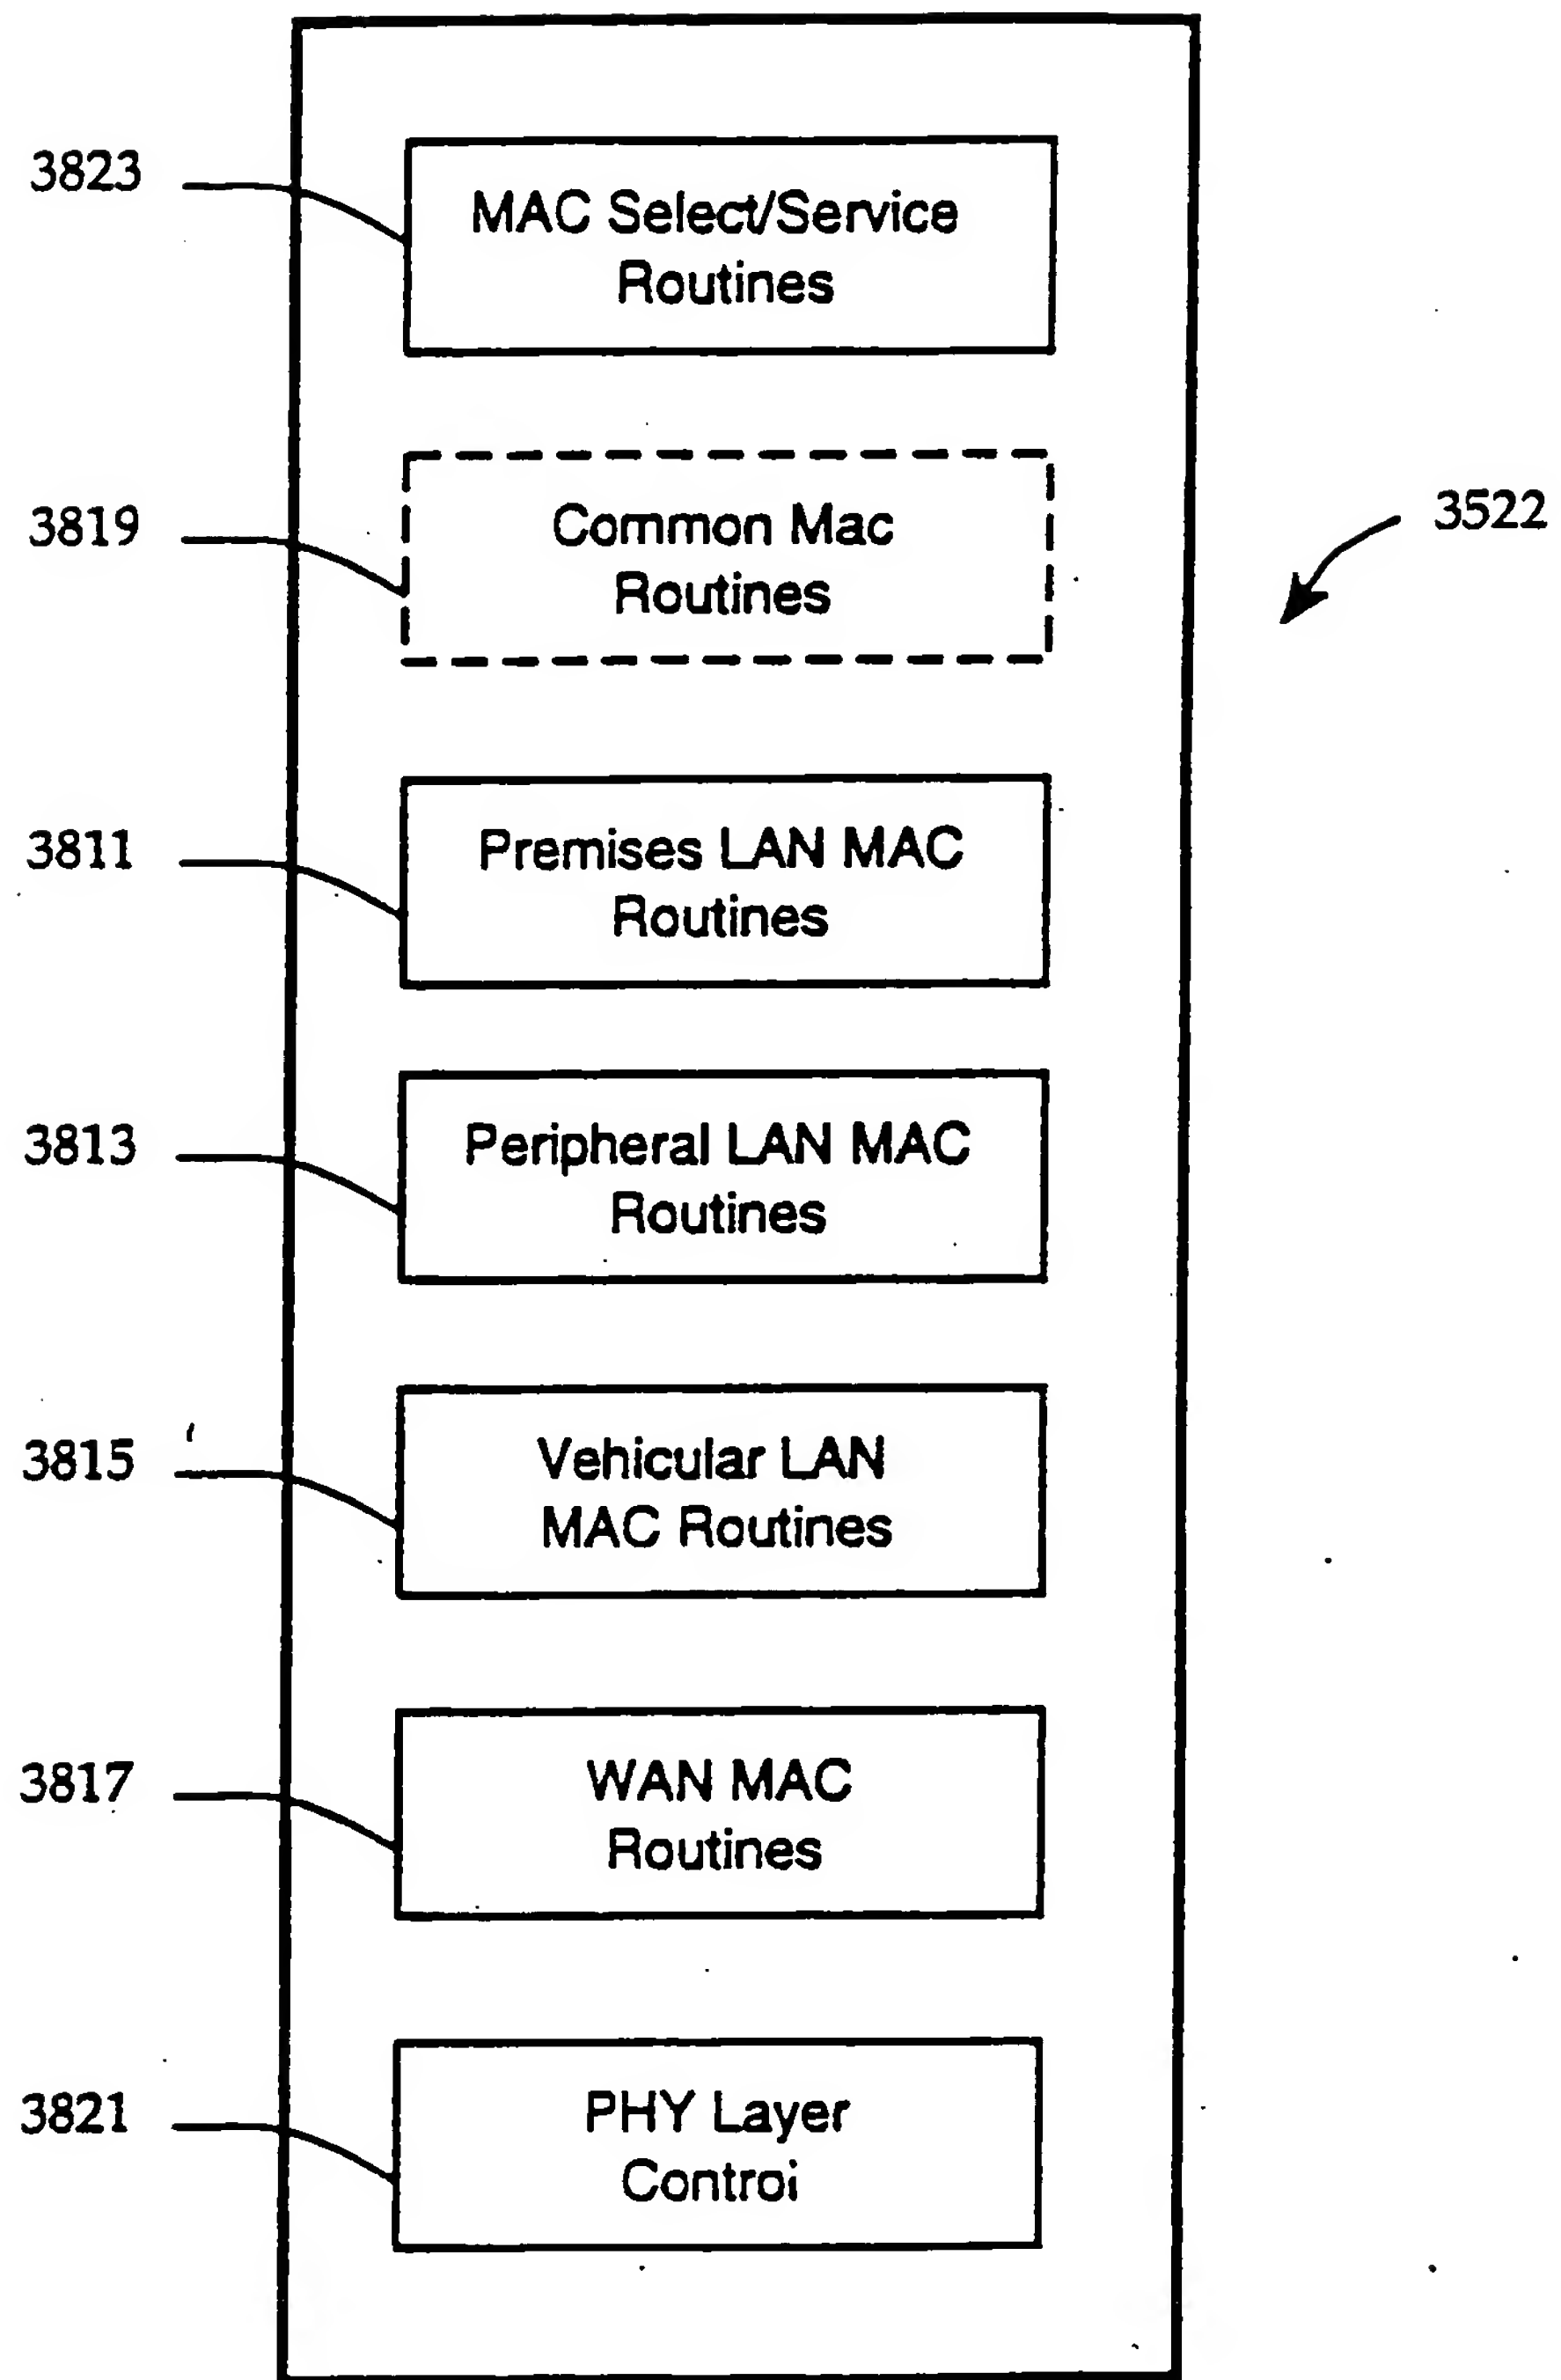 3823
MAC Select/Service
Routines
3819
Common Mac
Routines
3522
3811
Premises LAN MAC
Routines
3813
Peripheral LAN MAC
Routines
3815
Vehicular LAN
MAC Routines
3817
WAN MAC
Routines
3821
PHY Layer
Control